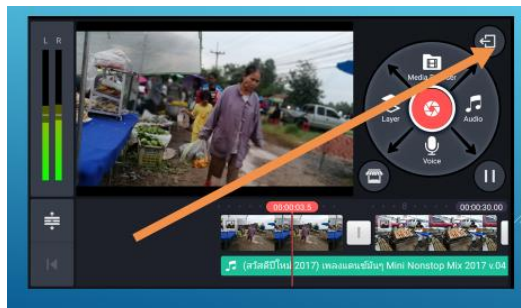 L R
Media Browser
Layer
Audio
Voice
00:00:03.5
00:00:30.00
(สวัสดีปีใหม่ 2017) เพลงแดนซ์มันๆ Mini Nonstop Mix 2017 v.04